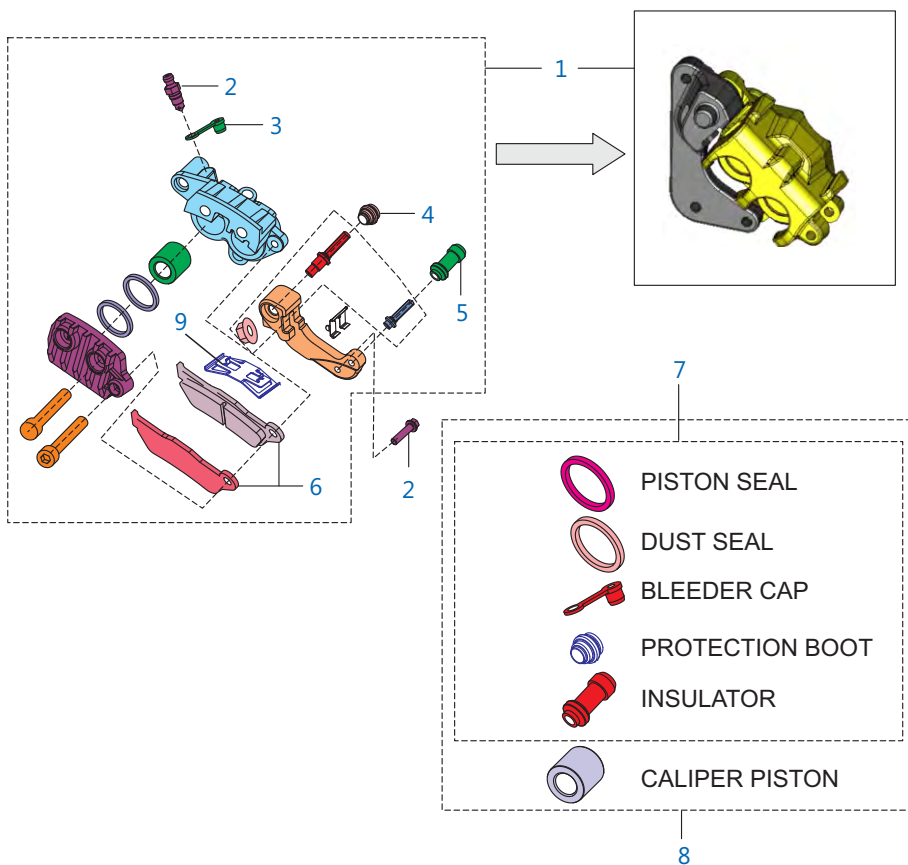 1
2
3
4
5
9
7
6
2
PISTON SEAL
DUST SEAL
BLEEDER CAP
PROTECTION BOOT
INSULATOR
CALIPER PISTON
8